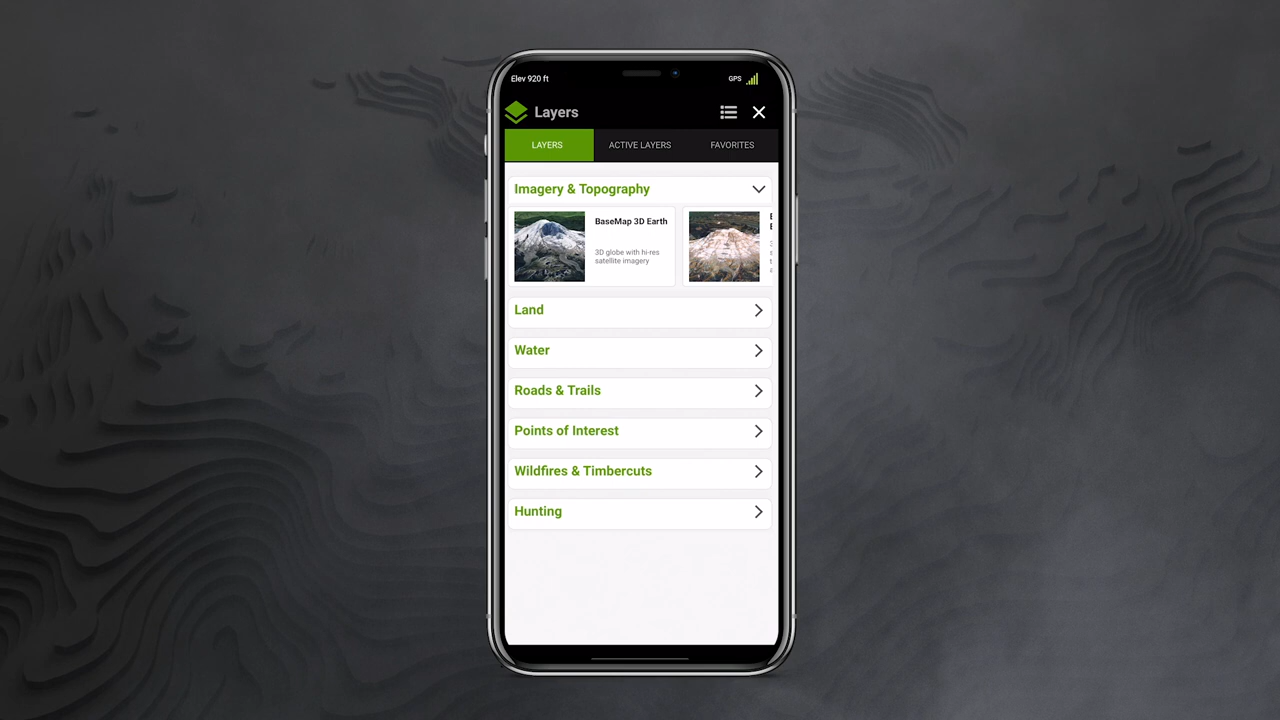 Elev 920 ft
GPS
Layers
LAYERS
ACTIVE LAYERS
FAVORITES
Imagery & Topography
BaseMap 3D Earth
3D globe with hi-res
satellite imagery
Land
Water
Roads & Trails
Points of Interest
Wildfires & Timbercuts
Hunting